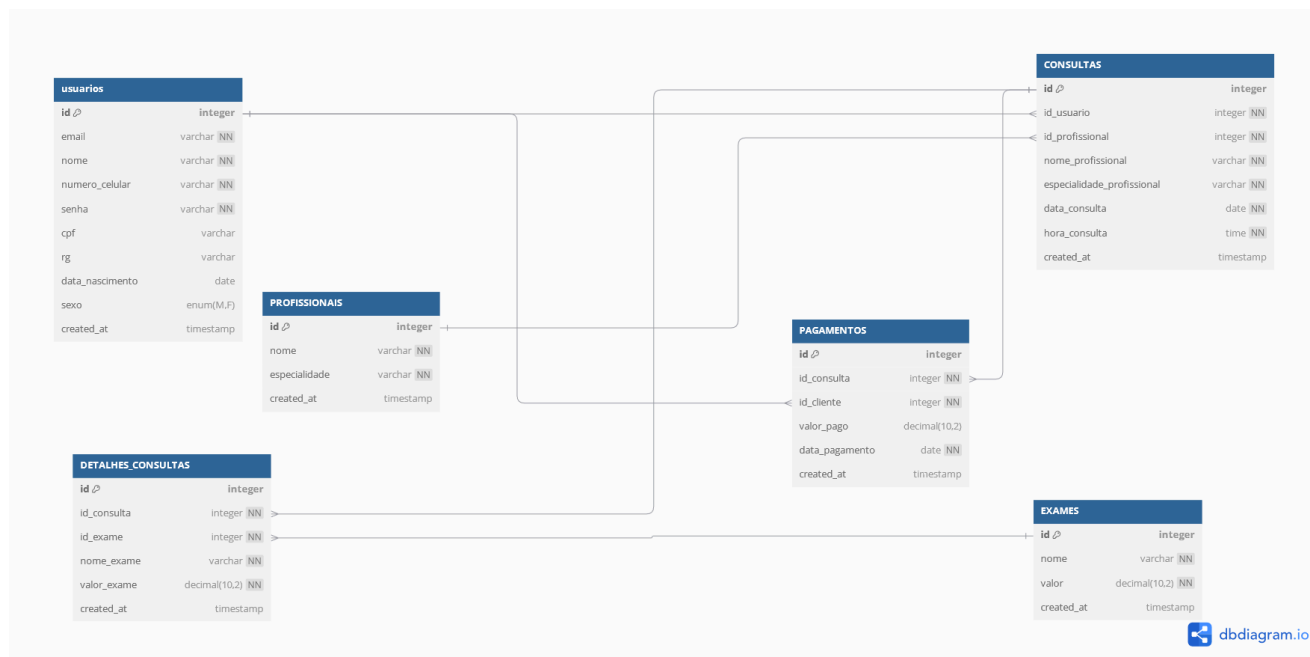 usuarios
id integer
email varchar NN
nome varchar NN
numero_celular varchar NN
senha varchar NN
cpf varchar
rg varchar
data_nascimento date
sexo enum(M,F)
created_at timestamp
CONSULTAS
id integer
id_usuario integer NN
id_profissional integer NN
nome_profissional varchar NN
especialidade_profissional varchar NN
data_consulta date NN
hora_consulta time NN
created_at timestamp
PROFISSIONAIS
id integer
nome varchar NN
especialidade varchar NN
created_at timestamp
PAGAMENTOS
id integer
id_consulta integer NN
id_cliente integer NN
valor_pago decimal(10,2)
data_pagamento date NN
created_at timestamp
DETALHES_CONSULTAS
id integer
id_consulta integer NN
id_exame integer NN
nome_exame varchar NN
valor_exame decimal(10,2) NN
created_at timestamp
EXAMES
id integer
nome varchar NN
valor decimal(10,2) NN
created_at timestamp
dbdiagram.io